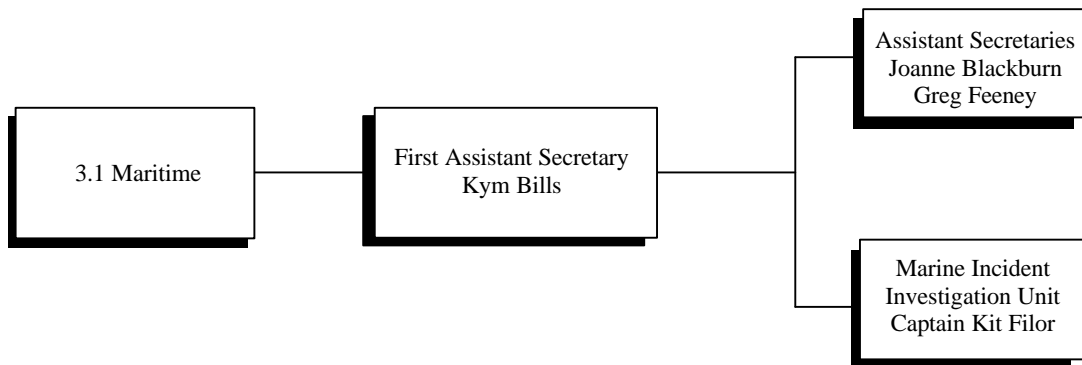 3.1 Maritime
First Assistant Secretary
Kym Bills
Assistant Secretaries
Joanne Blackburn
Greg Feeney
Marine Incident
Investigation Unit
Captain Kit Filor